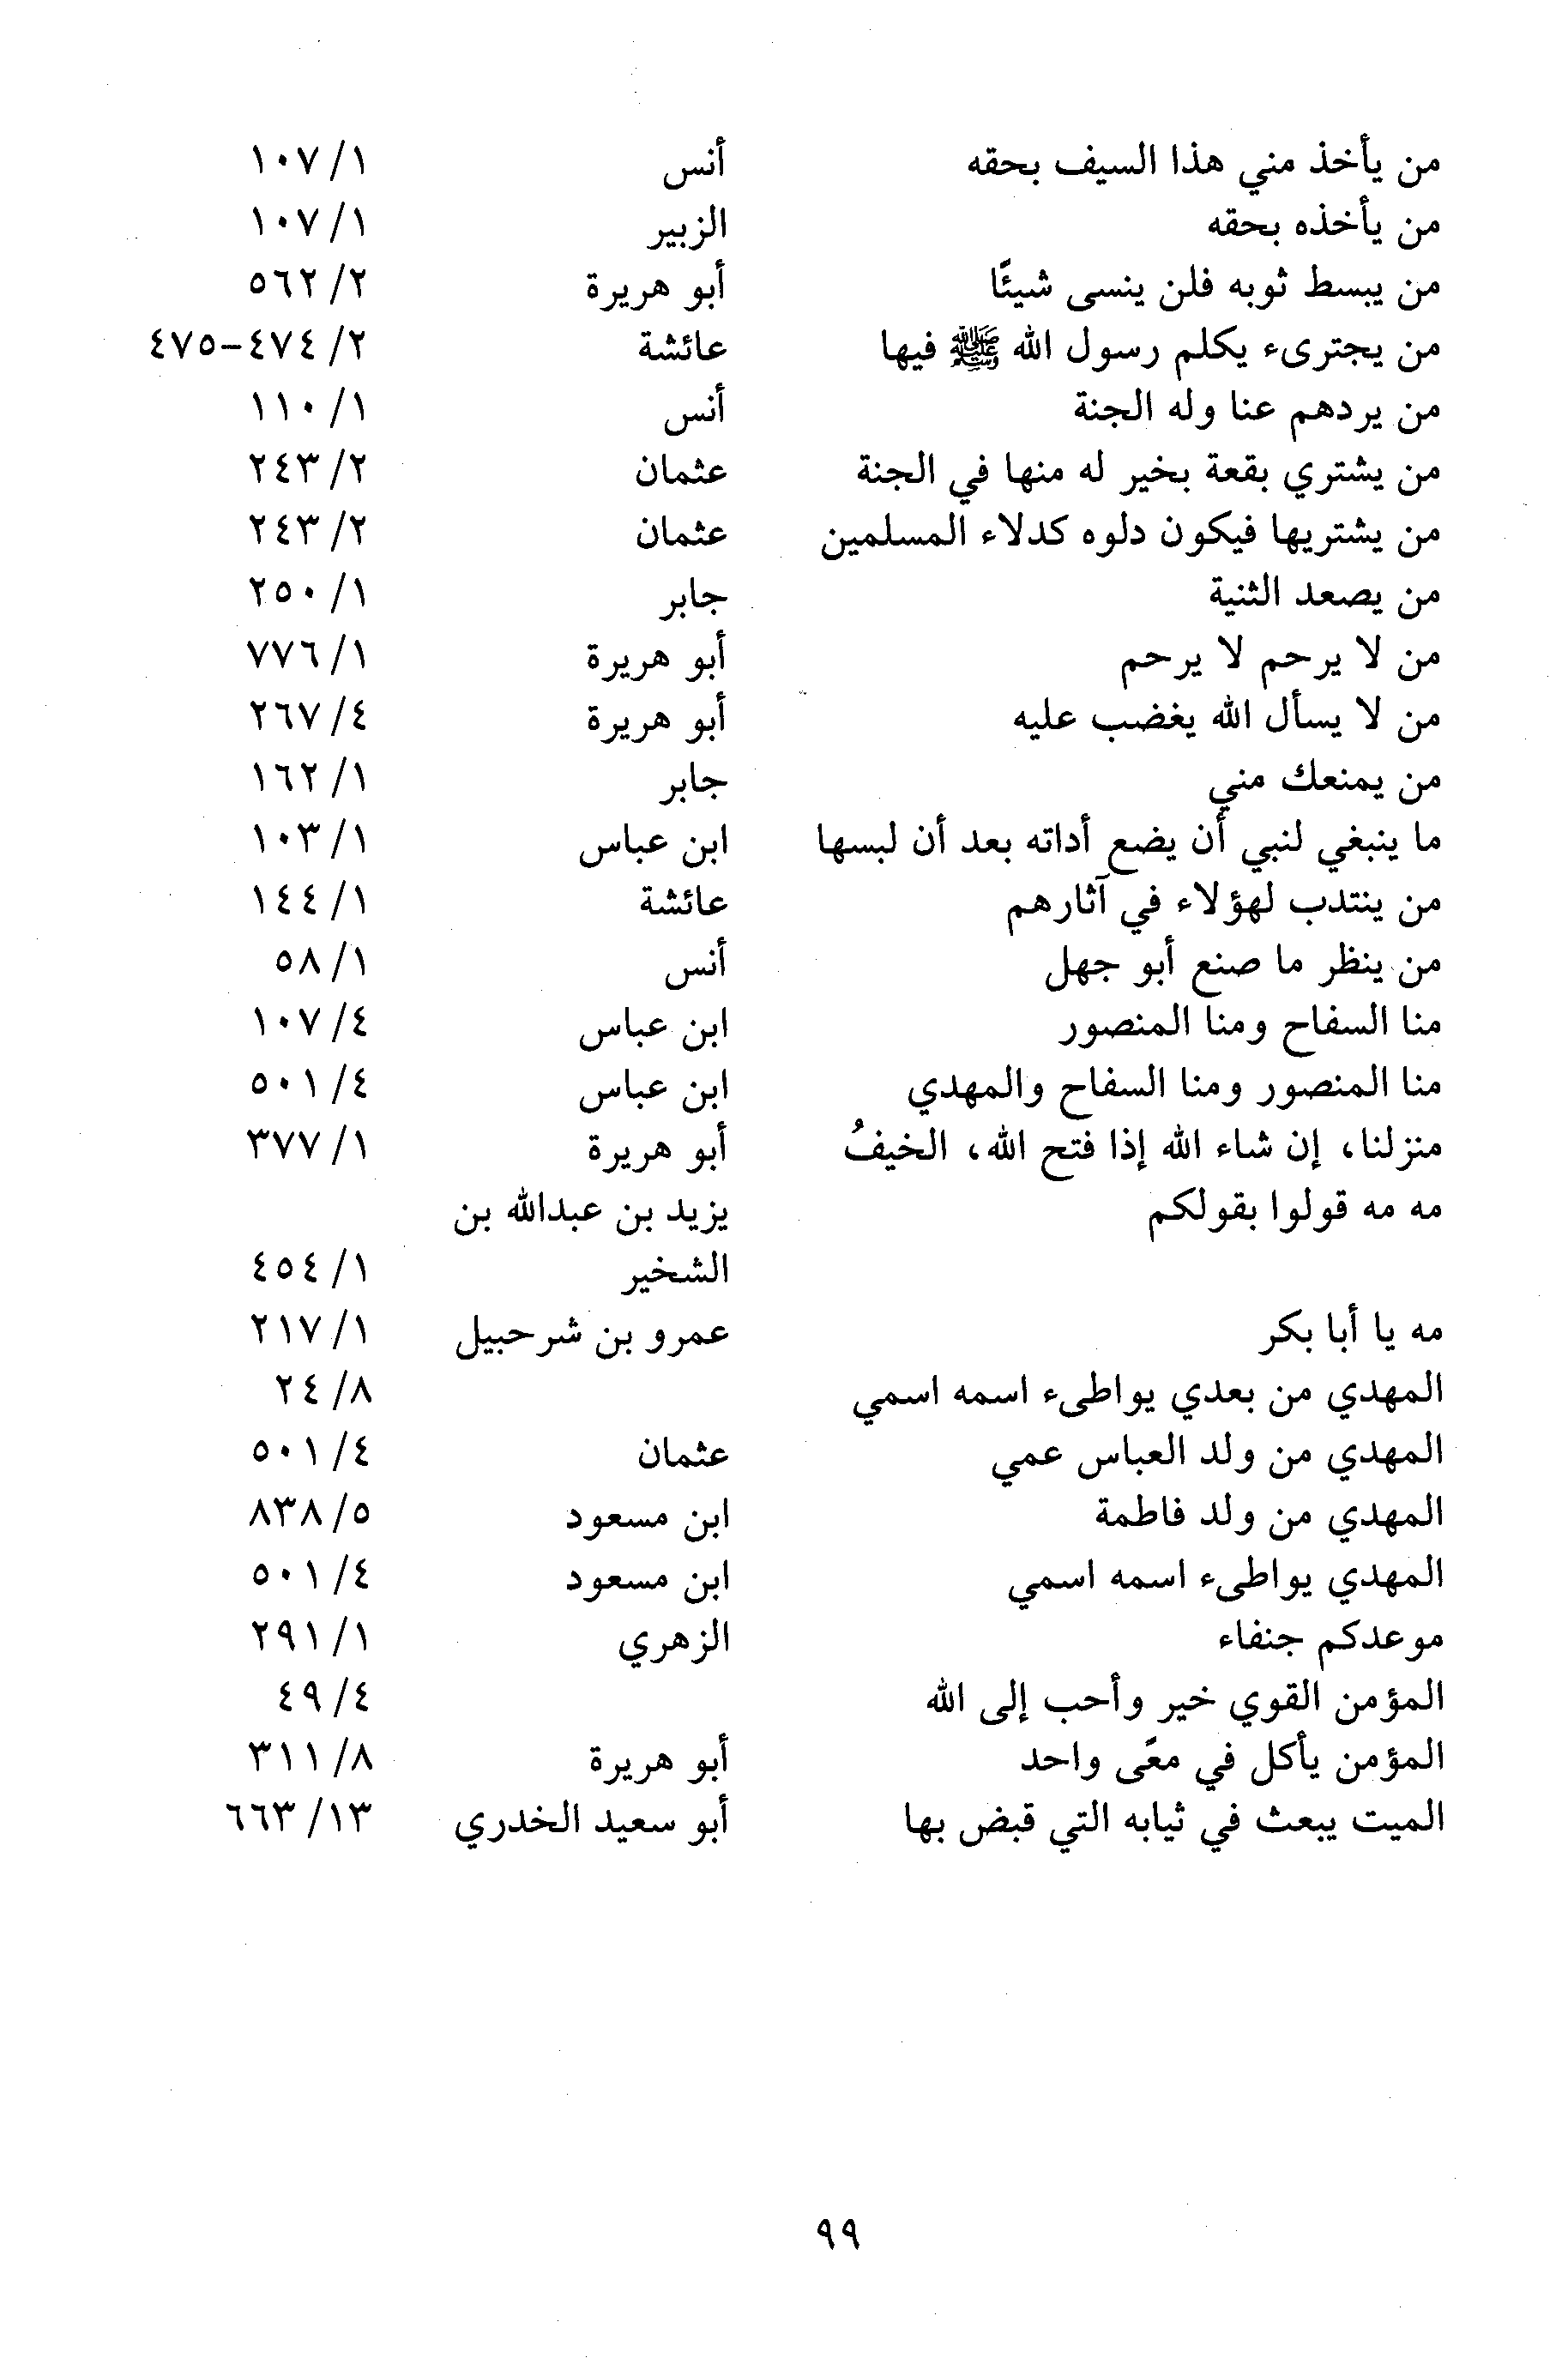 من يأخذ مني هذا السيف بحقه أنس ١/ ١٠٧
من يأخذه بحقه الزبير ١/ ١٠٧
من يبسط ثوبه فلن ينسى شيئًا أبو هريرة ٢/ ٥٦٢
من يجترىء يكلم رسول الله ﷺ فيها عائشة ٢/ ٤٧٤-٤٧٥
من يردهم عنا وله الجنة أنس ١/ ١١٠
من يشتري بقعة بخير له منها في الجنة عثمان ٢/ ٢٤٣
من يشتريها فيكون دلوه كدلاء المسلمين عثمان ٢/ ٢٤٣
من يصعد الثنية جابر ١/ ٢٥٠
من لا يرحم لا يرحم أبو هريرة ١/ ٧٧٦
من لا يسأل الله يغضب عليه أبو هريرة ٤/ ٢٦٧
من يمنعك مني جابر ١/ ١٦٢
ما ينبغي لنبي أن يضع أداته بعد أن لبسها ابن عباس ١/ ١٠٣
من ينتدب لهؤلاء في آثارهم عائشة ١/ ١٤٤
من ينظر ما صنع أبو جهل أنس ١/ ٥٨
منا السفاح ومنا المنصور ابن عباس ٤/ ١٠٧
منا المنصور ومنا السفاح والمهدي ابن عباس ٤/ ٥٠١
منزلنا، إن شاء الله إذا فتح الله، الخيفُ أبو هريرة ١/ ٣٧٧
مه مه قولوا بقولكم يزيد بن عبدالله بن
الشخير ١/ ٤٥٤
مه يا أبا بكر عمرو بن شرحبيل ١/ ٢١٧
المهدي من بعدي يواطىء اسمه اسمي ٨/ ٢٤
المهدي من ولد العباس عمي عثمان ٤/ ٥٠١
المهدي من ولد فاطمة ابن مسعود ٥/ ٨٣٨
المهدي يواطىء اسمه اسمي ابن مسعود ٤/ ٥٠١
موعدكم جنفاء الزهري ١/ ٢٩١
المؤمن القوي خير وأحب إلى الله ٤/ ٤٩
المؤمن يأكل في معًى واحد أبو هريرة ٨/ ٣١١
الميت يبعث في ثيابه التي قبض بها أبو سعيد الخدري ١٣/ ٦٦٣
٩٩